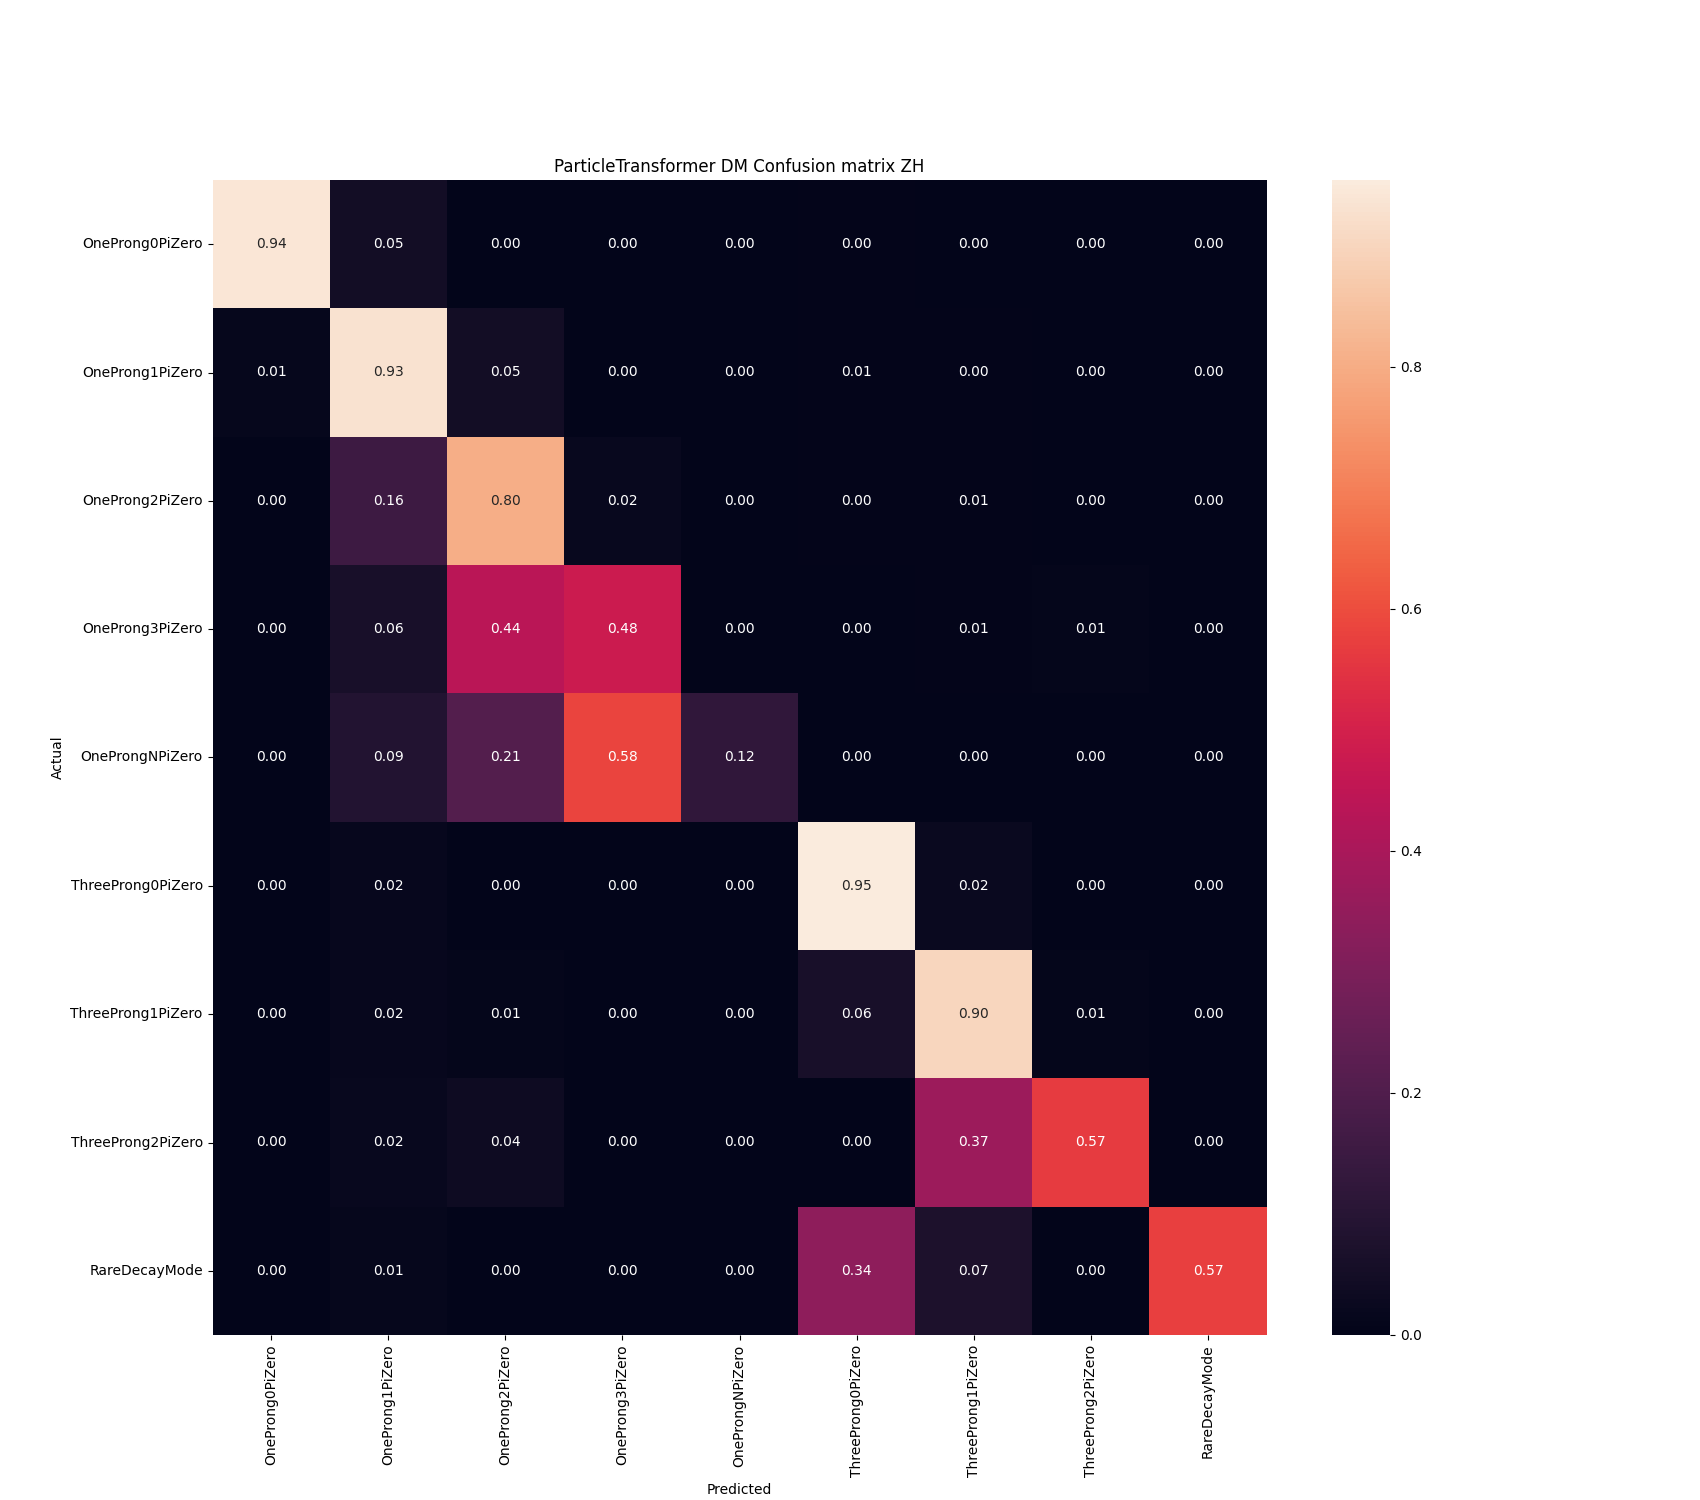 ParticleTransformer DM Confusion matrix ZH
OneProng0PiZero 0.94 0.05 0.00 0.00 0.00 0.00 0.00 0.00 0.00
OneProng1PiZero 0.01 0.93 0.05 0.00 0.00 0.01 0.00 0.00 0.00
OneProng2PiZero 0.00 0.16 0.80 0.02 0.00 0.00 0.01 0.00 0.00
OneProng3PiZero 0.00 0.06 0.44 0.48 0.00 0.00 0.01 0.01 0.00
OneProngNPiZero 0.00 0.09 0.21 0.58 0.12 0.00 0.00 0.00 0.00
ThreeProng0PiZero 0.00 0.02 0.00 0.00 0.00 0.95 0.02 0.00 0.00
ThreeProng1PiZero 0.00 0.02 0.01 0.00 0.00 0.06 0.90 0.01 0.00
ThreeProng2PiZero 0.00 0.02 0.04 0.00 0.00 0.00 0.37 0.57 0.00
RareDecayMode 0.00 0.01 0.00 0.00 0.00 0.34 0.07 0.00 0.57
Actual
OneProng0PiZero
OneProng1PiZero
OneProng2PiZero
OneProng3PiZero
OneProngNPiZero
ThreeProng0PiZero
ThreeProng1PiZero
ThreeProng2PiZero
RareDecayMode
Predicted
0.8
0.6
0.4
0.2
0.0